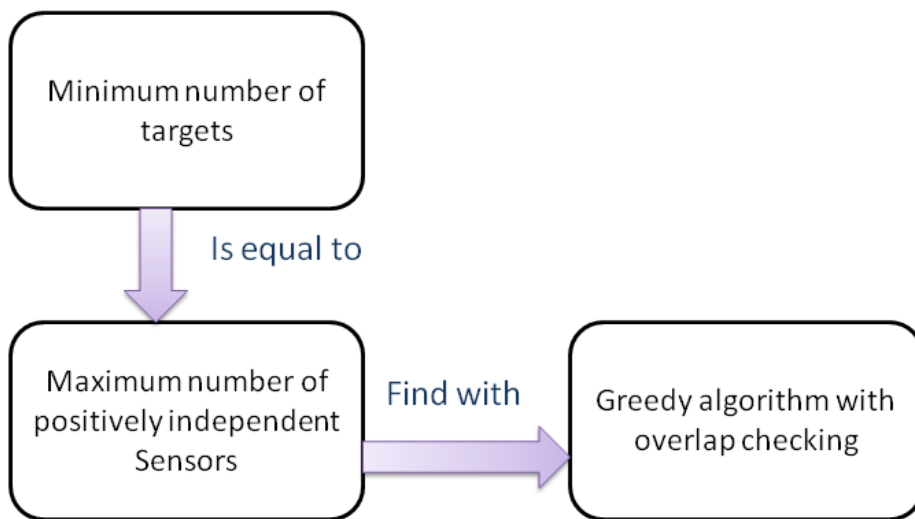 Minimum number of
targets
Is equal to
Maximum number of
positively independent
Sensors
Find with
Greedy algorithm with
overlap checking